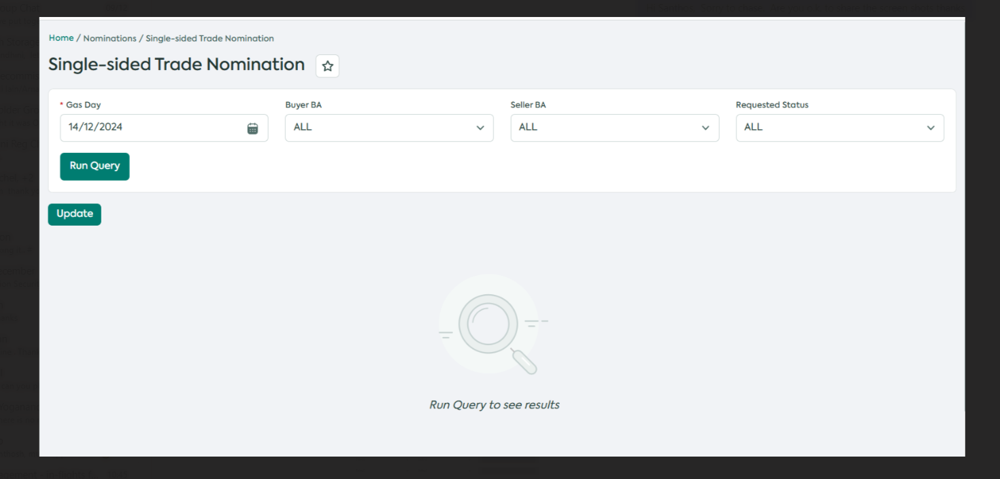 Home / Nominations / Single-sided Trade Nomination
Single-sided Trade Nomination
* Gas Day
Buyer BA
Seller BA
Requested Status
14/12/2024
ALL
ALL
ALL
Run Query
Update
Run Query to see results